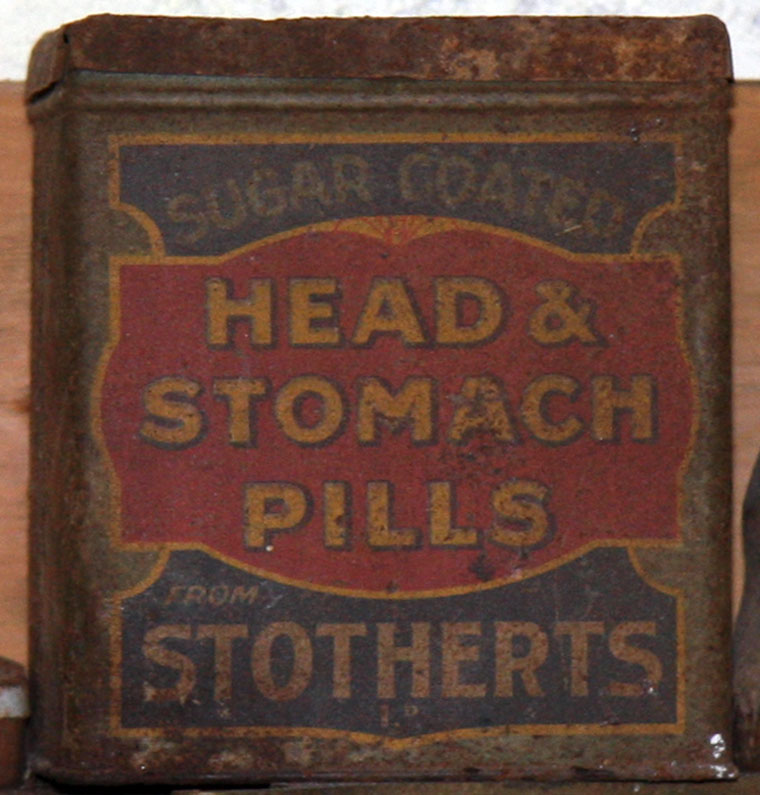 SUGAR COATED
HEAD &
STOMACH
PILLS
FROM
STOTHERTS